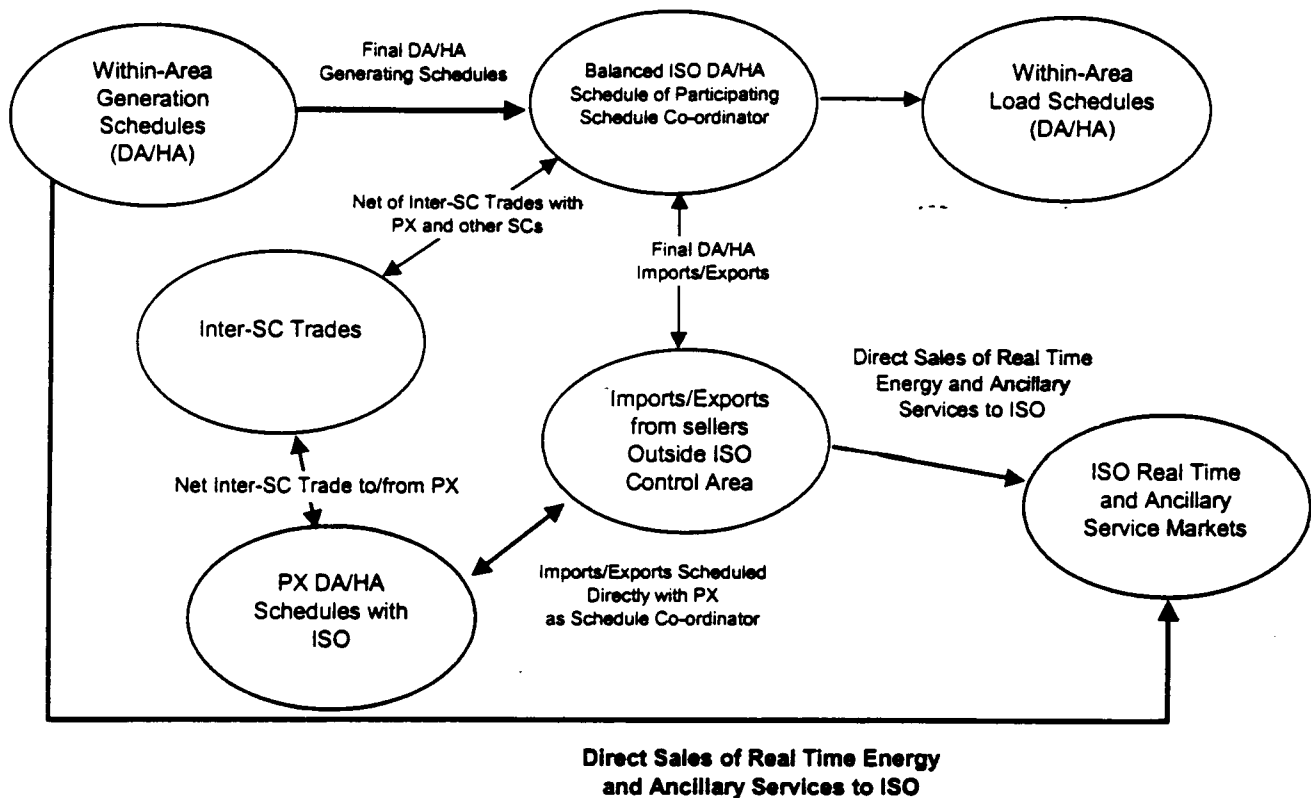 Within-Area
Generation
Schedules
(DA/HA)
Final DA/HA
Generating Schedules
Balanced ISO DA/HA
Schedule of Participating
Schedule Co-ordinator
Within-Area
Load Schedules
(DA/HA)
Net of Inter-SC Trades with
PX and other SCs
Final DA/HA
Imports/Exports
Inter-SC Trades
Imports/Exports
from sellers
Outside ISO
Control Area
Direct Sales of Real Time
Energy and Ancillary
Services to ISO
Net Inter-SC Trade to/from PX
ISO Real Time
and Ancillary
Service Markets
PX DA/HA
Schedules with
ISO
Imports/Exports Scheduled
Directly with PX
as Schedule Co-ordinator
Direct Sales of Real Time Energy
and Ancillary Services to ISO